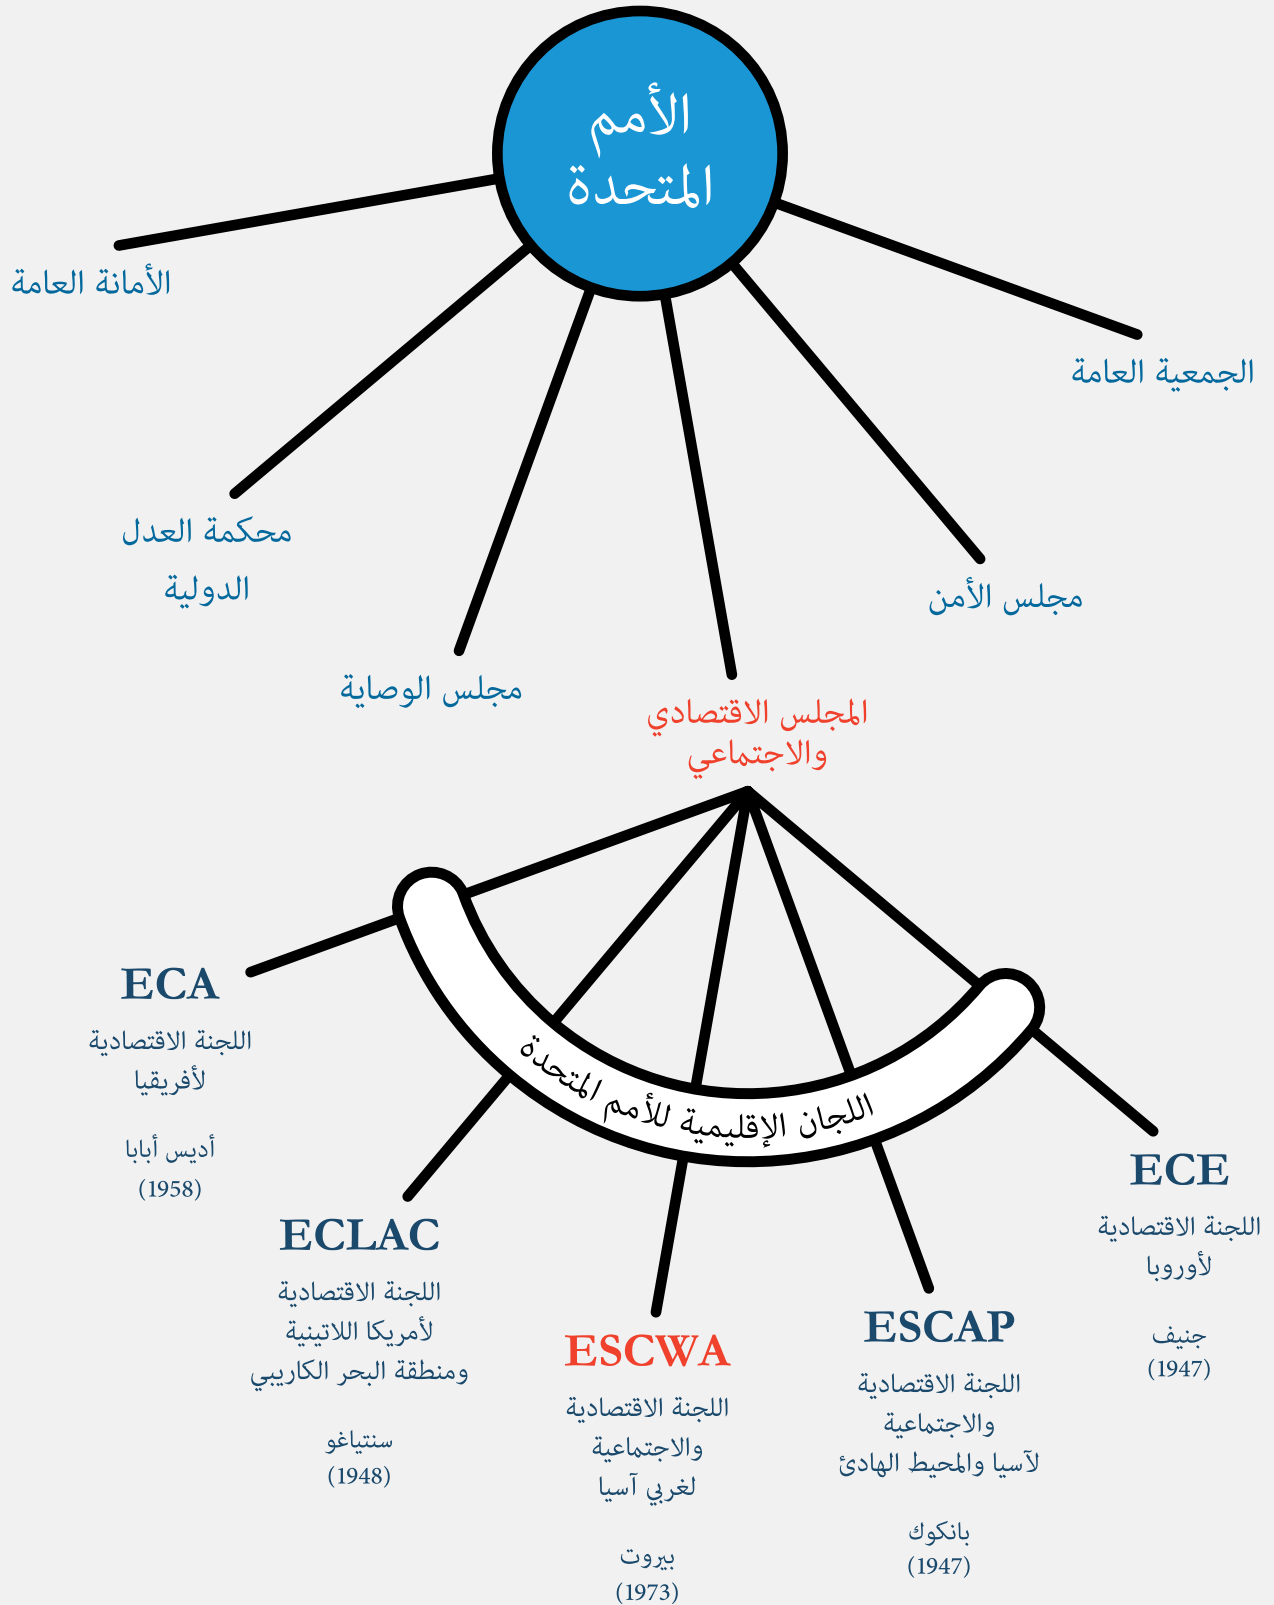 الأمم
المتحدة
الجمعية العامة
مجلس الأمن
المجلس الاقتصادي
والاجتماعي
مجلس الوصاية
محكمة العدل
الدولية
الأمانة العامة
اللجان الإقليمية للأمم المتحدة
ECE
اللجنة الاقتصادية
لأوروبا
جنيف
(1947)
ESCAP
اللجنة الاقتصادية
والاجتماعية
لآسيا والمحيط الهادئ
بانكوك
(1947)
ESCWA
اللجنة الاقتصادية
والاجتماعية
لغربي آسيا
بيروت
(1973)
ECLAC
اللجنة الاقتصادية
لأمريكا اللاتينية
ومنطقة البحر الكاريبي
سنتياغو
(1948)
ECA
اللجنة الاقتصادية
لأفريقيا
أديس أبابا
(1958)